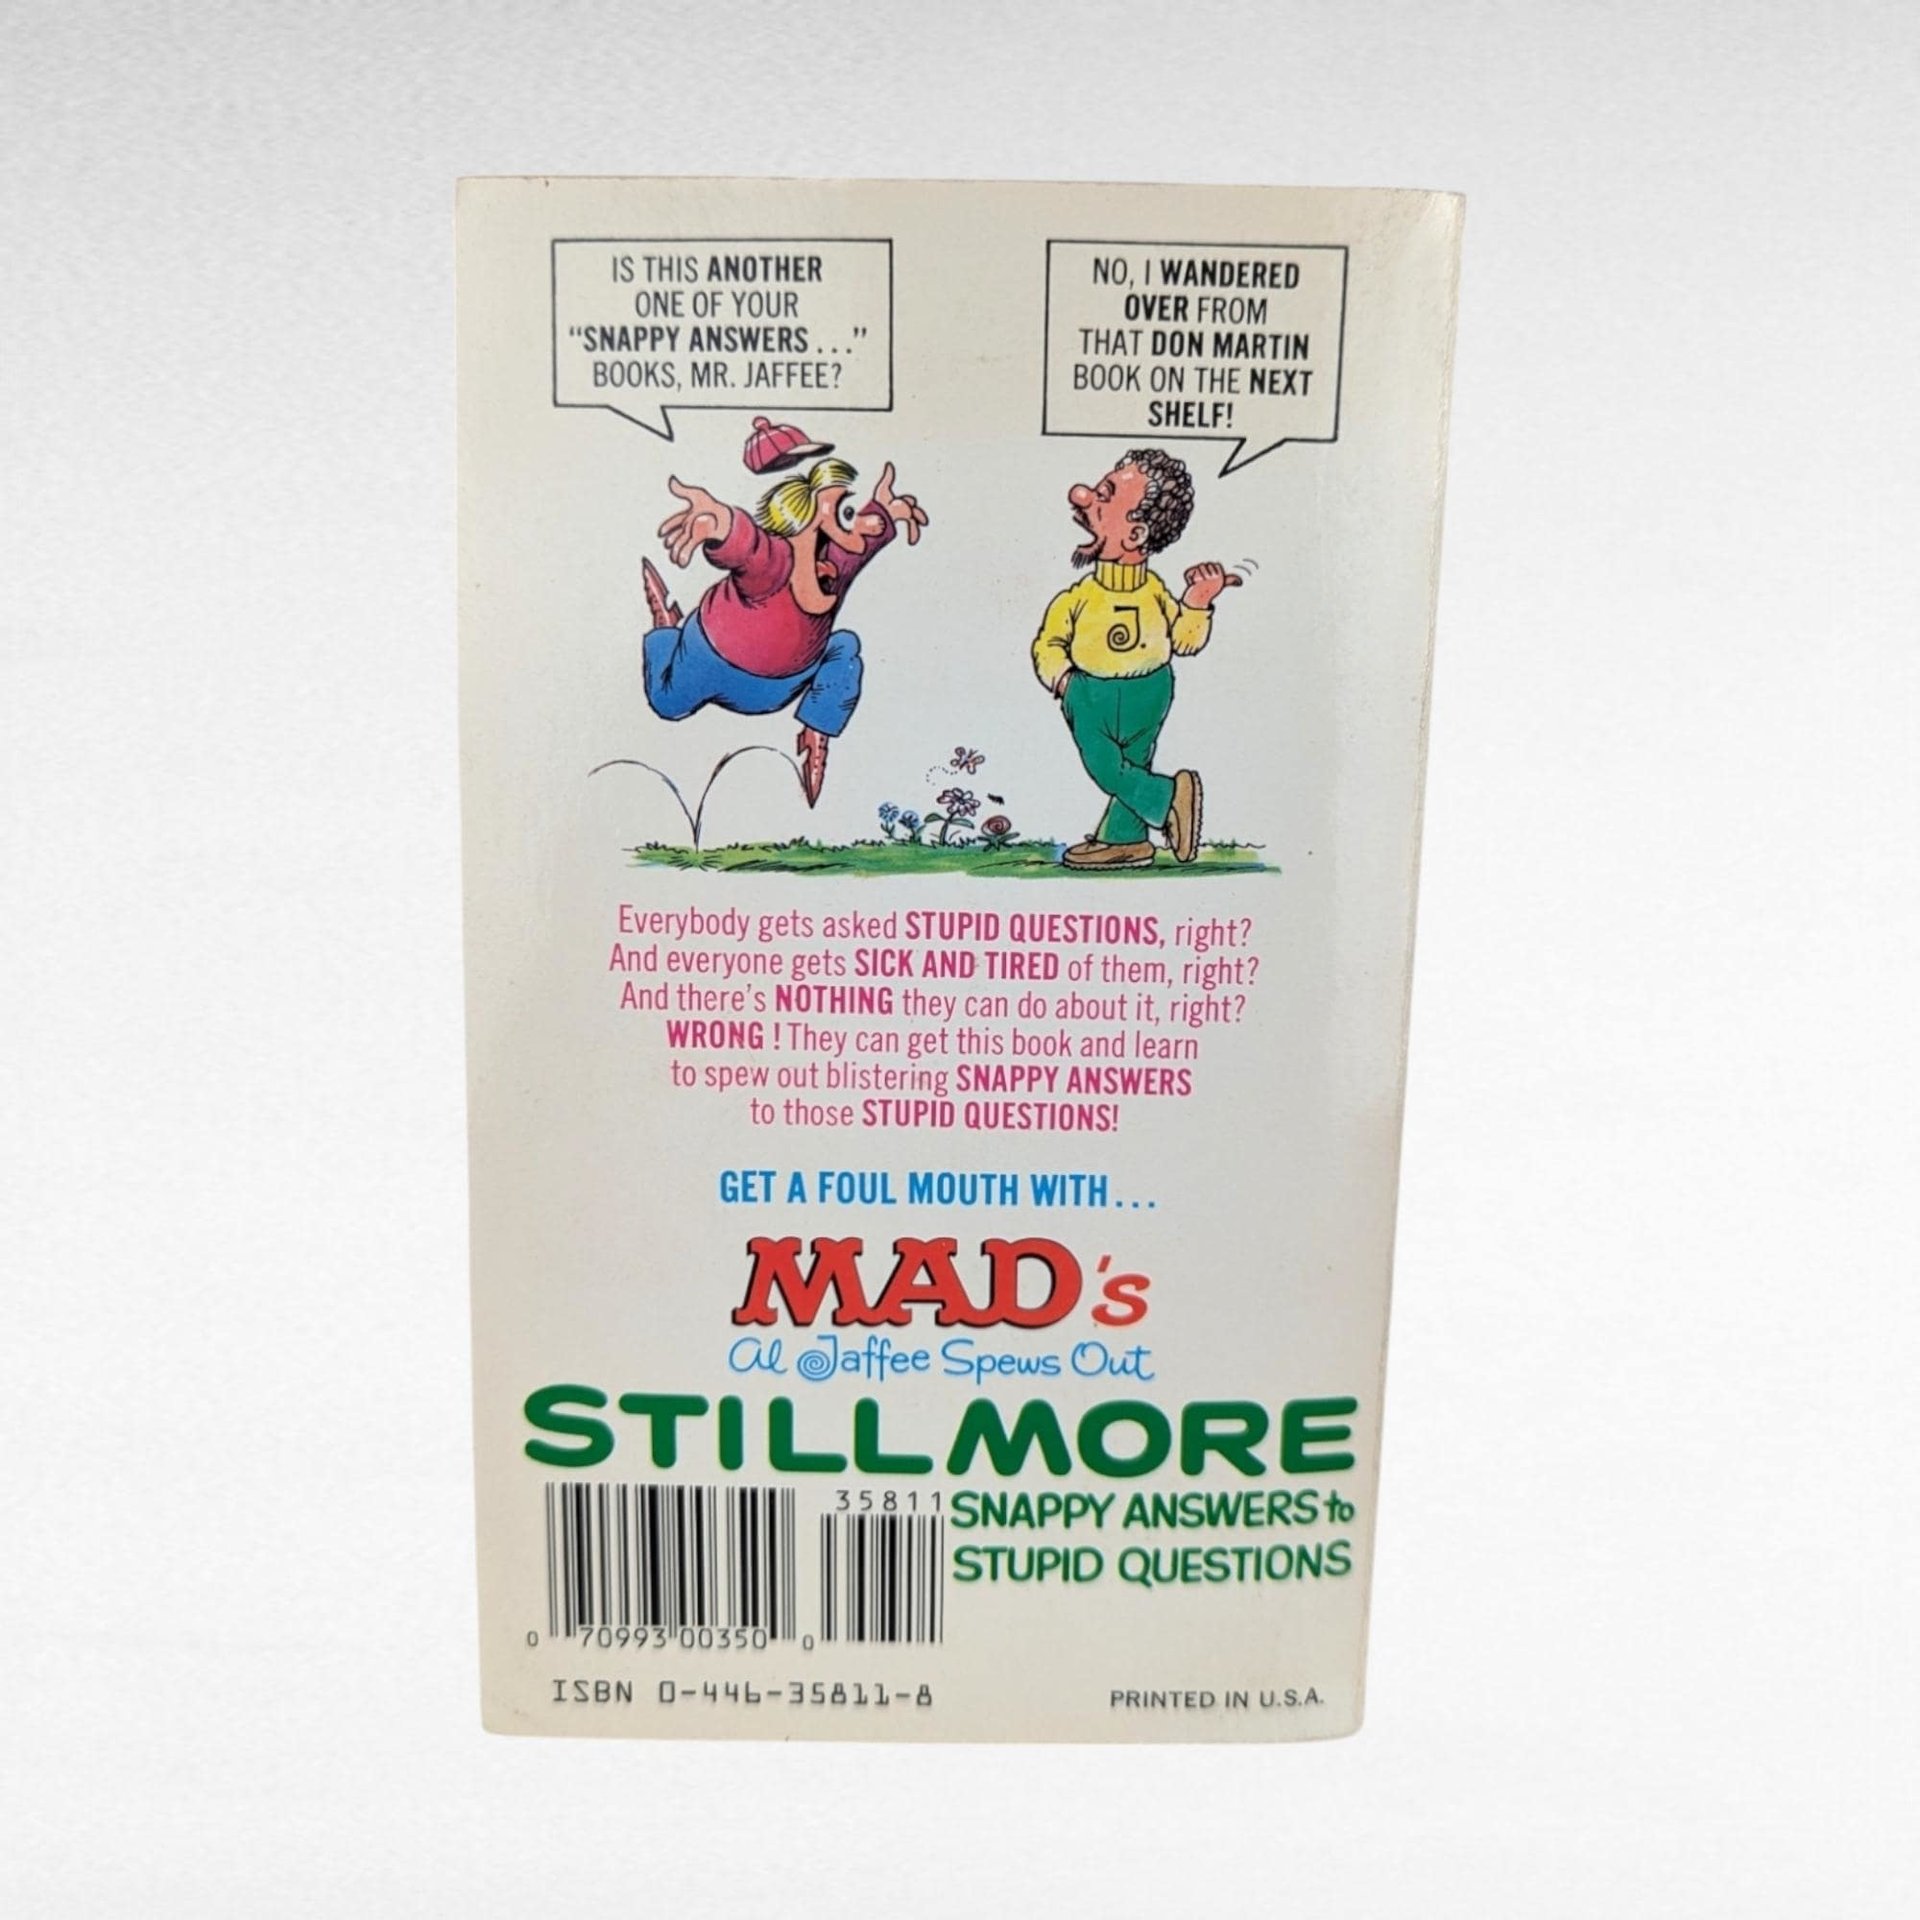 IS THIS ANOTHER
ONE OF YOUR
“SNAPPY ANSWERS...”
BOOKS, MR. JAFFEE?
NO, I WANDERED
OVER FROM
THAT DON MARTIN
BOOK ON THE NEXT
SHELF!
J.
Everybody gets asked STUPID QUESTIONS, right?
And everyone gets SICK AND TIRED of them, right?
And there's NOTHING they can do about it, right?
WRONG! They can get this book and learn
to spew out blistering SNAPPY ANSWERS
to those STUPID QUESTIONS!
GET A FOUL MOUTH WITH...
MAD's
Al Jaffee Spews Out
STILL MORE
SNAPPY ANSWERS to
STUPID QUESTIONS
35811
0 70993 00350 0
ISBN 0-446-35811-8
PRINTED IN U.S.A.